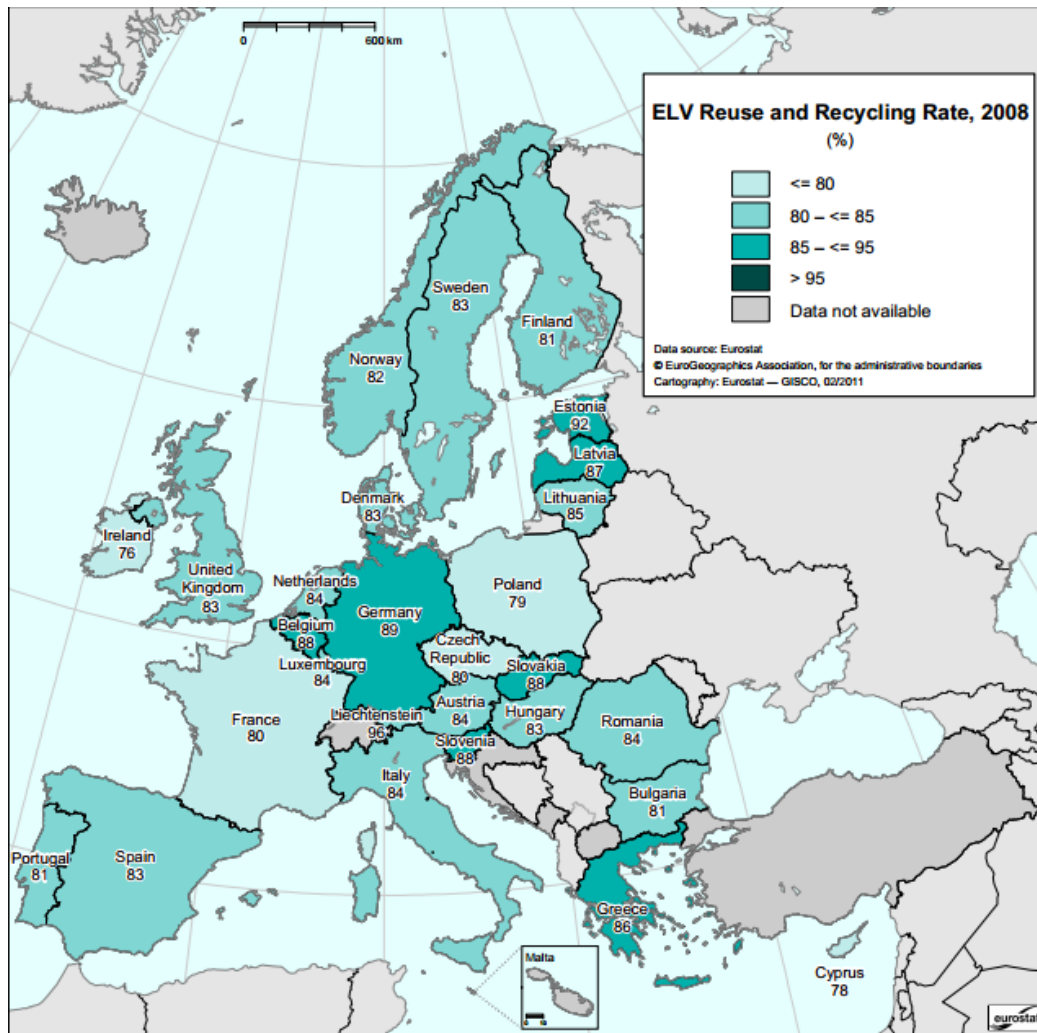 0 600 km
ELV Reuse and Recycling Rate, 2008
(%)
<= 80
80 – <= 85
85 – <= 95
> 95
Data not available
Data source: Eurostat
© EuroGeographics Association, for the administrative boundaries
Cartography: Eurostat — GISCO, 02/2011
Sweden
83
Finland
81
Norway
82
Estonia
92
Latvia
87
Lithuania
85
Denmark
83
Ireland
76
United
Kingdom
83
Netherlands
84
Germany
89
Poland
79
Belgium
88
Luxembourg
84
Czech
Republic
80
Slovakia
88
France
80
Liechtenstein
96
Austria
84
Hungary
83
Romania
84
Slovenia
88
Italy
84
Bulgaria
81
Portugal
81
Spain
83
Greece
86
Malta
Cyprus
78
eurostat